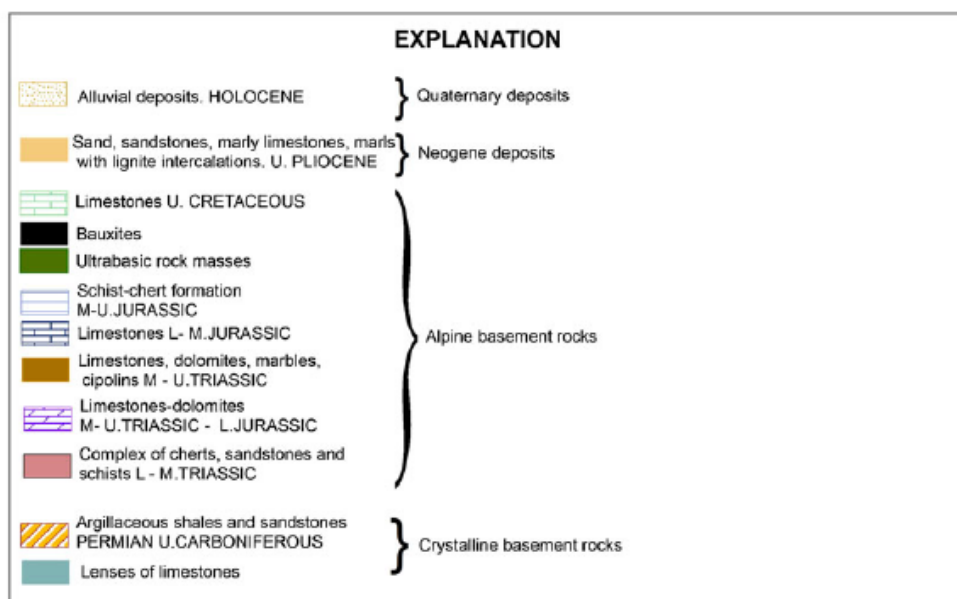 EXPLANATION
Alluvial deposits. HOLOCENE
Quaternary deposits
Sand, sandstones, marly limestones, marls
with lignite intercalations. U. PLIOCENE
Neogene deposits
Limestones U. CRETACEOUS
Bauxites
Ultrabasic rock masses
Schist-chert formation
M-U.JURASSIC
Limestones L- M.JURASSIC
Limestones, dolomites, marbles,
cipolins M - U.TRIASSIC
Limestones-dolomites
M- U.TRIASSIC - L.JURASSIC
Complex of cherts, sandstones and
schists L - M.TRIASSIC
Alpine basement rocks
Argillaceous shales and sandstones
PERMIAN U.CARBONIFEROUS
Lenses of limestones
Crystalline basement rocks